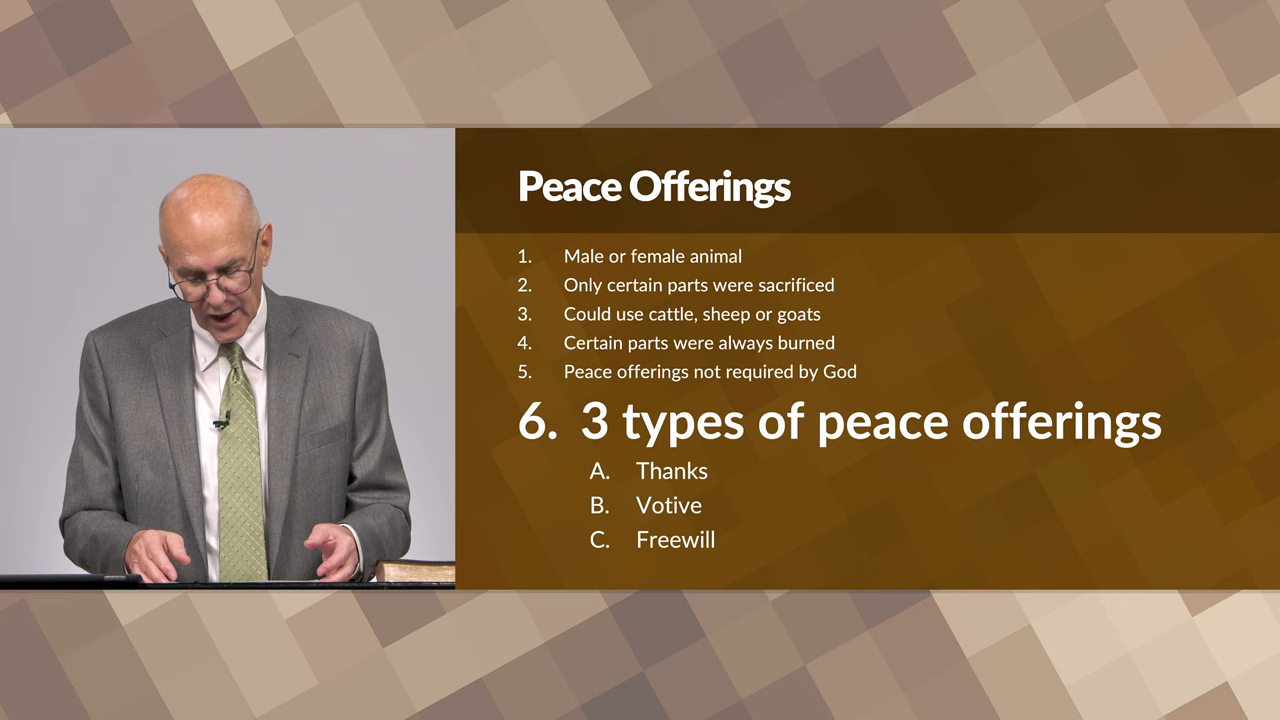 Peace Offerings
1. Male or female animal
2. Only certain parts were sacrificed
3. Could use cattle, sheep or goats
4. Certain parts were always burned
5. Peace offerings not required by God
6. 3 types of peace offerings
A. Thanks
B. Votive
C. Freewill